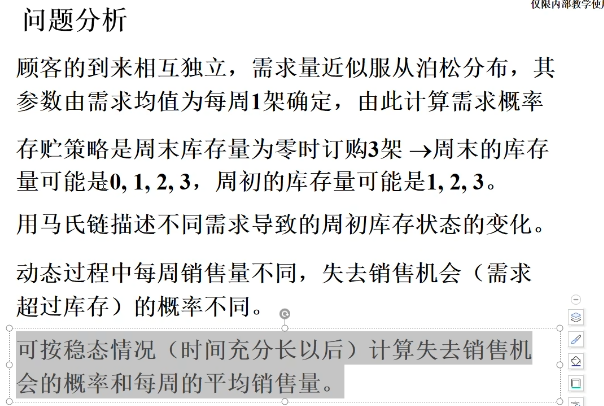 仅限内部教学使
问题分析
顾客的到来相互独立，需求量近似服从泊松分布，其
参数由需求均值为每周1架确定，由此计算需求概率
存贮策略是周末库存量为零时订购3架 →周末的库存
量可能是0, 1, 2, 3，周初的库存量可能是1, 2, 3。
用马氏链描述不同需求导致的周初库存状态的变化。
动态过程中每周销售量不同，失去销售机会（需求
超过库存）的概率不同。
可按稳态情况（时间充分长以后）计算失去销售机
会的概率和每周的平均销售量。